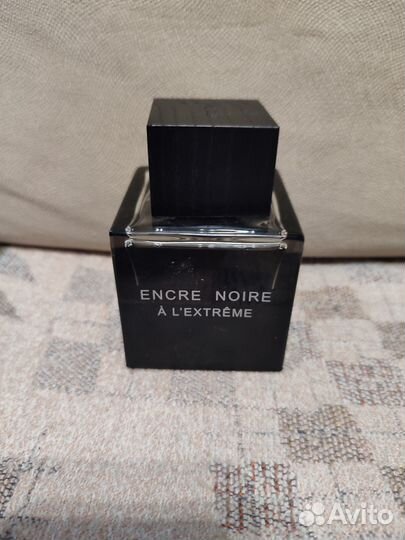 ENCRE NOIRE
À L'EXTRÊME
Avito